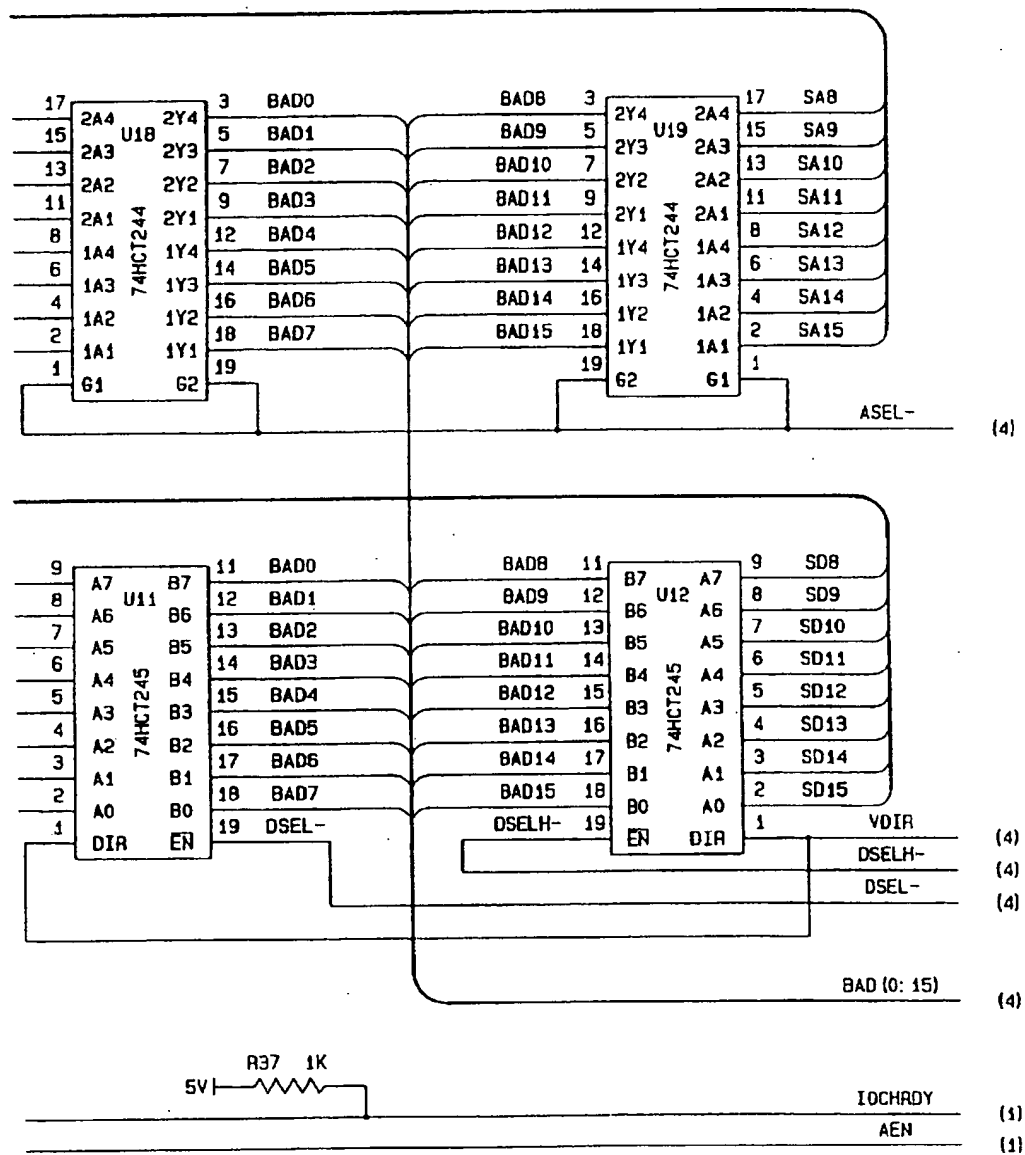 17 2A4 U18 2Y4 3 BAD0 BAD8 3 2Y4 U19 2A4 17 SA8
15 2A3 2Y3 5 BAD1 BAD9 5 2Y3 2A3 15 SA9
13 2A2 2Y2 7 BAD2 BAD10 7 2Y2 2A2 13 SA10
11 2A1 2Y1 9 BAD3 BAD11 9 2Y1 2A1 11 SA11
8 1A4 74HCT244 1Y4 12 BAD4 BAD12 12 1Y4 74HCT244 1A4 8 SA12
6 1A3 1Y3 14 BAD5 BAD13 14 1Y3 1A3 6 SA13
4 1A2 1Y2 16 BAD6 BAD14 16 1Y2 1A2 4 SA14
2 1A1 1Y1 18 BAD7 BAD15 18 1Y1 1A1 2 SA15
1 G1 G2 19 19 G2 G1 1
ASEL- (4)
9 A7 U11 B7 11 BAD0 BAD8 11 B7 U12 A7 9 SD8
8 A6 B6 12 BAD1 BAD9 12 B6 A6 8 SD9
7 A5 B5 13 BAD2 BAD10 13 B5 A5 7 SD10
6 A4 B4 14 BAD3 BAD11 14 B4 A4 6 SD11
5 A3 74HCT245 B3 15 BAD4 BAD12 15 B3 74HCT245 A3 5 SD12
4 A2 B2 16 BAD5 BAD13 16 B2 A2 4 SD13
3 A1 B1 17 BAD6 BAD14 17 B1 A1 3 SD14
2 A0 B0 18 BAD7 BAD15 18 B0 A0 2 SD15
1 DIR EN 19 DSEL- DSELH- 19 EN DIR 1 VDIR (4)
DSELH- (4)
DSEL- (4)
BAD (0: 15) (4)
R37 1K
5V
IOCHRDY (1)
AEN (1)